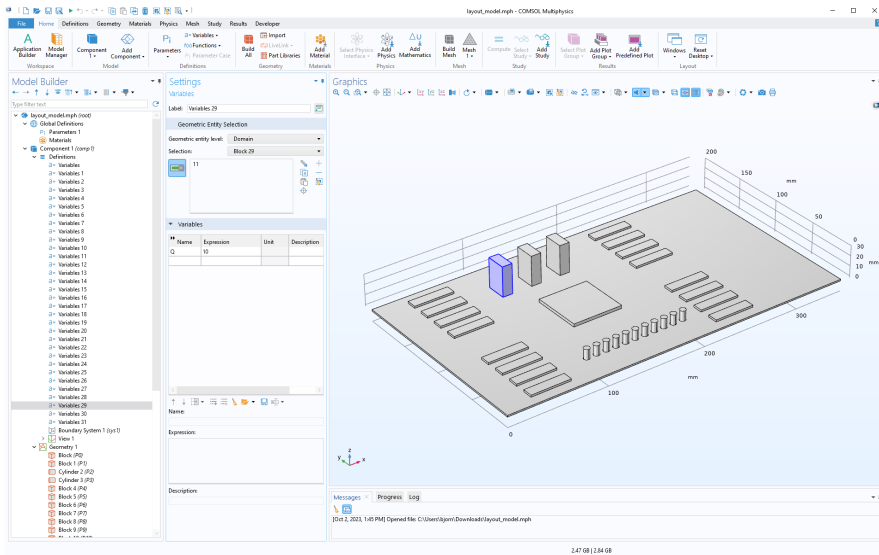 layout_model.mph - COMSOL Multiphysics
File Home Definitions Geometry Materials Physics Mesh Study Results Developer
Application Builder
Model Manager
Workspace
Component 1
Add Component
Model
Parameters
a= Variables
f(x) Functions
Pi Parameter Case
Definitions
Build All
Import
LiveLink
Part Libraries
Geometry
Add Material
Materials
Select Physics Interface
Add Physics
Add Mathematics
Physics
Build Mesh
Mesh 1
Mesh
Compute
Select Study
Add Study
Study
Select Plot Group
Add Plot Group
Add Predefined Plot
Results
Windows
Reset Desktop
Layout
Model Builder
Type filter text
layout_model.mph (root)
Global Definitions
Pi Parameters 1
Materials
Component 1 (comp 1)
Definitions
a= Variables
a= Variables 1
a= Variables 2
a= Variables 3
a= Variables 4
a= Variables 5
a= Variables 6
a= Variables 7
a= Variables 8
a= Variables 9
a= Variables 10
a= Variables 11
a= Variables 12
a= Variables 13
a= Variables 14
a= Variables 15
a= Variables 16
a= Variables 17
a= Variables 18
a= Variables 19
a= Variables 20
a= Variables 21
a= Variables 22
a= Variables 23
a= Variables 24
a= Variables 25
a= Variables 26
a= Variables 27
a= Variables 28
a= Variables 29
a= Variables 30
a= Variables 31
Boundary System 1 (sys1)
View 1
Geometry 1
Block (P0)
Block 1 (P1)
Cylinder 2 (P2)
Cylinder 3 (P3)
Block 4 (P4)
Block 5 (P5)
Block 6 (P6)
Block 7 (P7)
Block 8 (P8)
Block 9 (P9)
Settings
Variables
Label: Variables 29
Geometric Entity Selection
Geometric entity level: Domain
Selection: Block 29
11
Variables
Name Expression Unit Description
Q 10
Name:
Expression:
Description:
Graphics
200
150
mm
100
50
0
30
20
10 mm
0
300
200
mm
100
0
z
y x
Messages Progress Log
[Oct 2, 2023, 1:45 PM] Opened file: C:\Users\bjorn\Downloads\layout_model.mph
2.47 GB | 2.84 GB